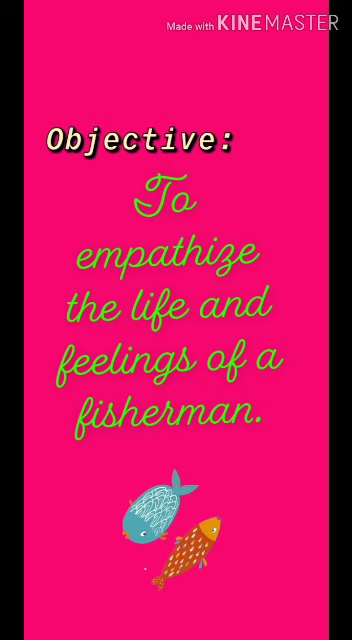 Made with KINEMASTER
Objective:
To
empathize
the life and
feelings of a
fisherman.